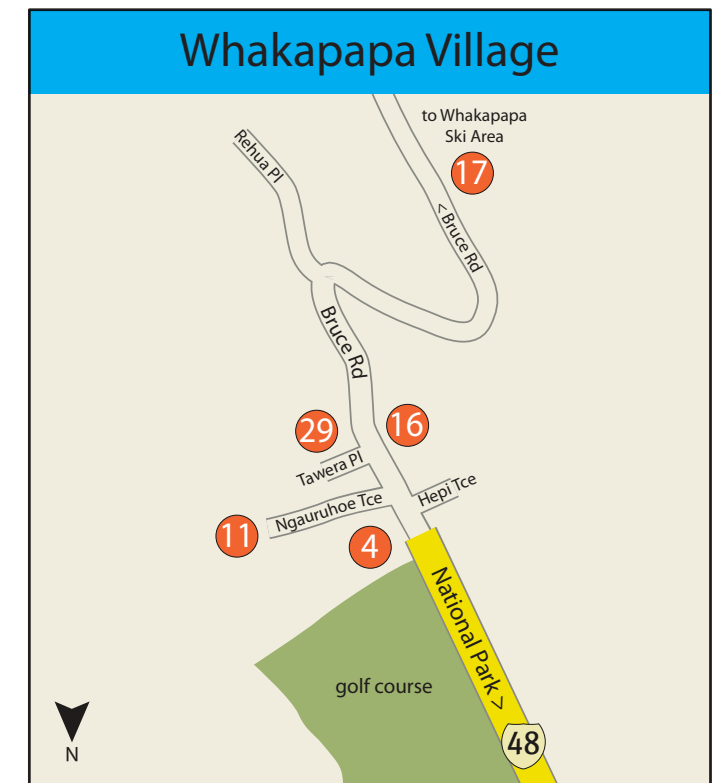 Whakapapa Village
to Whakapapa
Ski Area
17
Rehua Pl
< Bruce Rd
Bruce Rd
29
16
Tawera Pl
Hepi Tce
Ngauruhoe Tce
11
4
National Park >
golf course
48
N